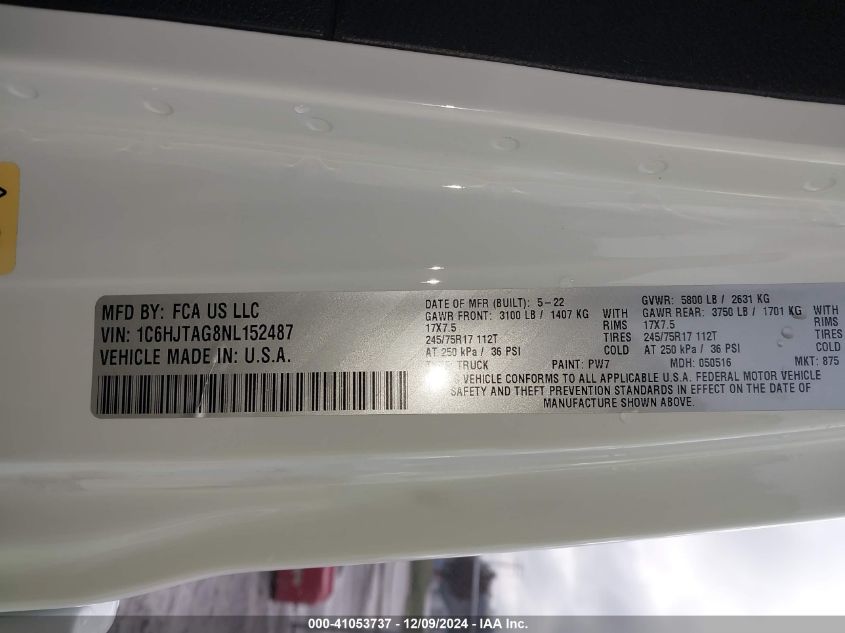 MFD BY: FCA US LLC
VIN: 1C6HJTAG8NL152487
VEHICLE MADE IN: U.S.A.
DATE OF MFR (BUILT): 5-22 GVWR: 5800 LB / 2631 KG
GAWR FRONT: 3100 LB / 1407 KG WITH GAWR REAR: 3750 LB / 1701 KG WITH
17X7.5 RIMS 17X7.5 RIMS
245/75R17 112T TIRES 245/75R17 112T TIRES
AT 250 kPa / 36 PSI COLD AT 250 kPa / 36 PSI COLD
TRUCK PAINT: PW7 MDH: 050516 MKT: 875
VEHICLE CONFORMS TO ALL APPLICABLE U.S.A. FEDERAL MOTOR VEHICLE
SAFETY AND THEFT PREVENTION STANDARDS IN EFFECT ON THE DATE OF
MANUFACTURE SHOWN ABOVE.
000-41053737 - 12/09/2024 - IAA Inc.